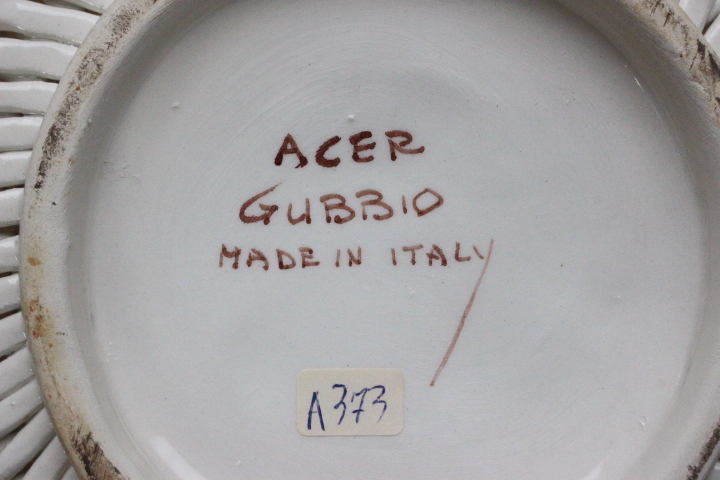 ACER
GUBBIO
MADE IN ITALY
A373